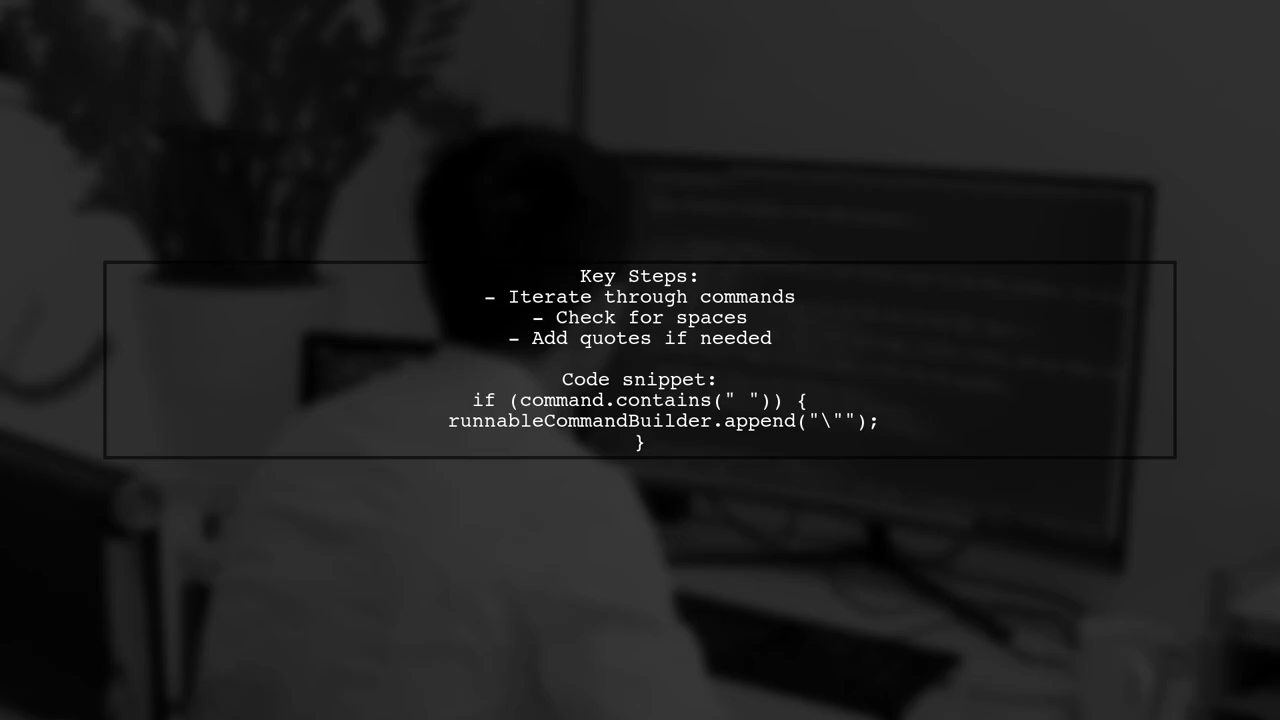 Key Steps:
- Iterate through commands
- Check for spaces
- Add quotes if needed
Code snippet:
if (command.contains(" ")) {
runnableCommandBuilder.append("\"");
}